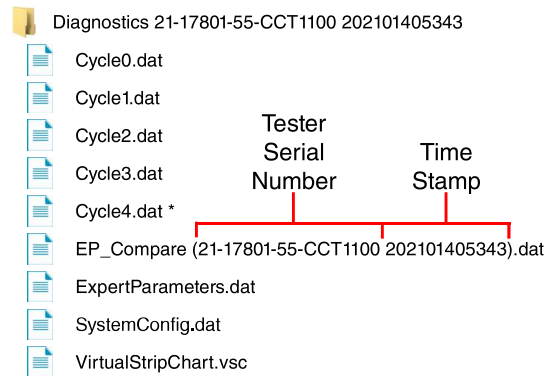 Diagnostics 21-17801-55-CCT1100 202101405343
Cycle0.dat
Cycle1.dat
Cycle2.dat
Cycle3.dat
Cycle4.dat *
Tester
Serial
Number
Time
Stamp
EP_Compare (21-17801-55-CCT1100 202101405343).dat
ExpertParameters.dat
SystemConfig.dat
VirtualStripChart.vsc